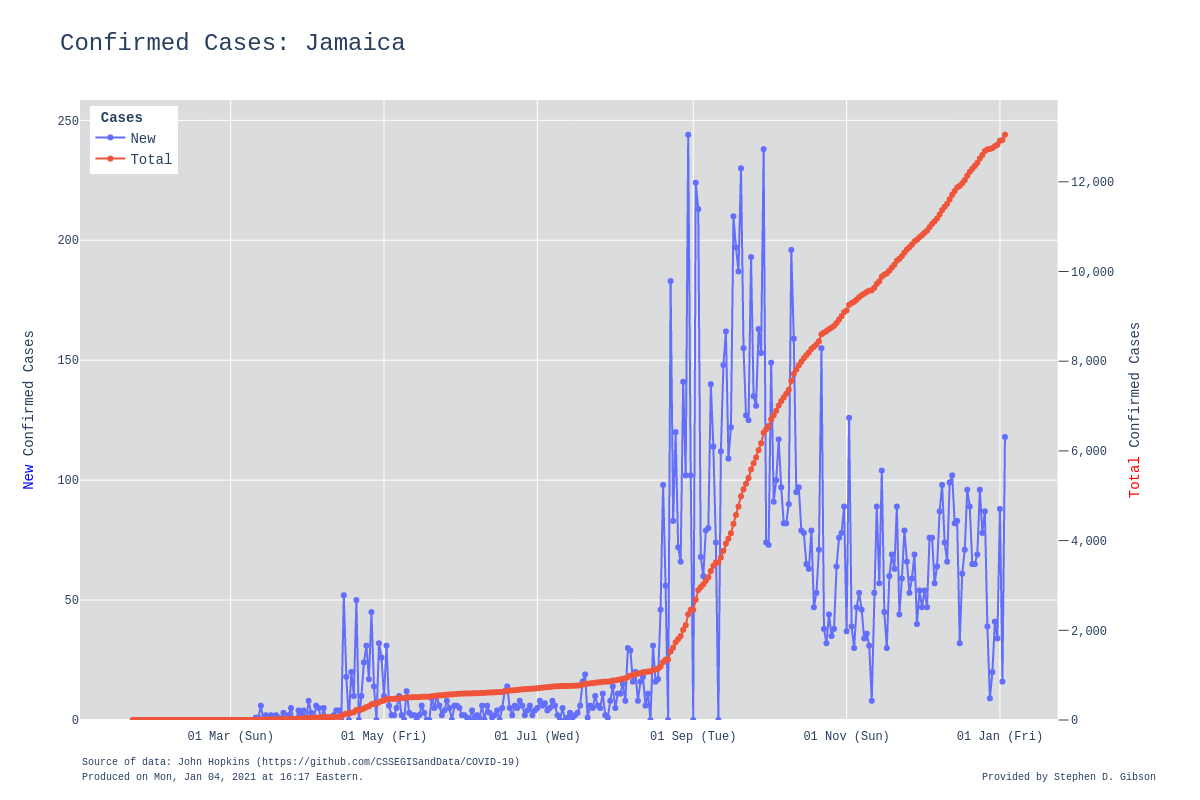 Confirmed Cases: Jamaica
Cases
New
Total
250
200
150
100
50
0
New Confirmed Cases
12,000
10,000
8,000
6,000
4,000
2,000
0
Total Confirmed Cases
01 Mar (Sun) 01 May (Fri) 01 Jul (Wed) 01 Sep (Tue) 01 Nov (Sun) 01 Jan (Fri)
Source of data: John Hopkins (https://github.com/CSSEGISandData/COVID-19)
Produced on Mon, Jan 04, 2021 at 16:17 Eastern.
Provided by Stephen D. Gibson